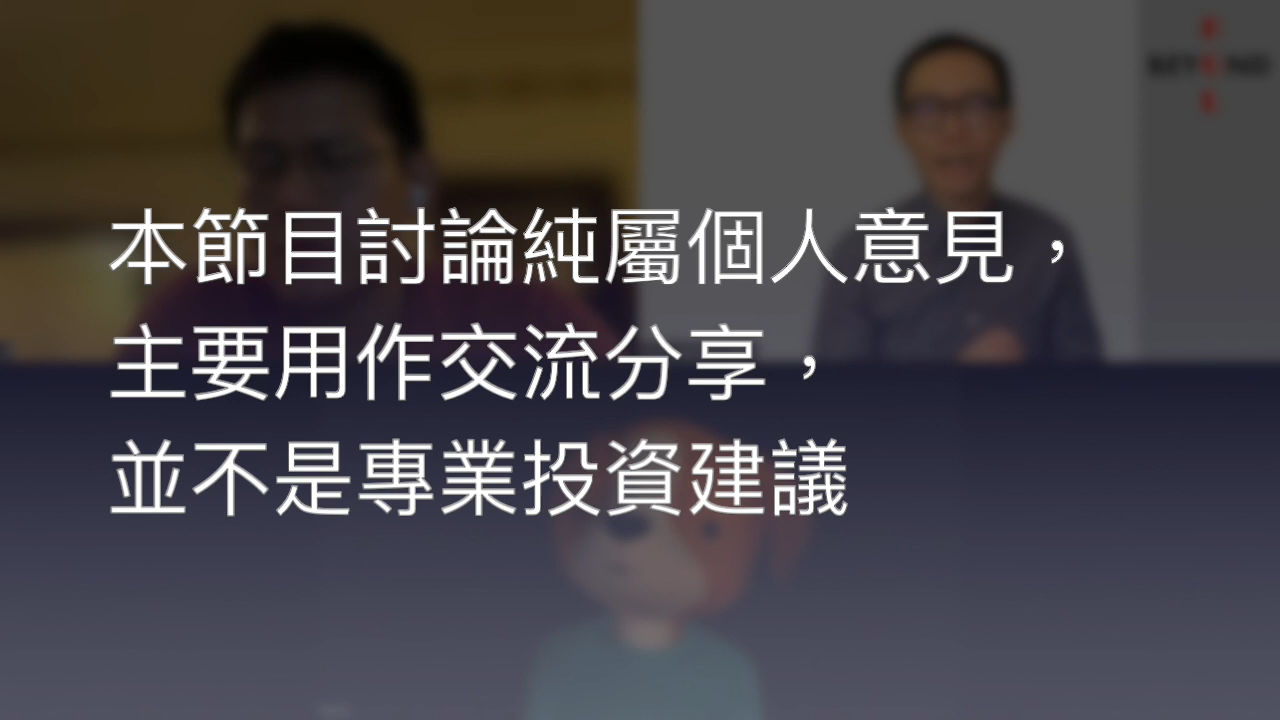 本節目討論純屬個人意見，
主要用作交流分享，
並不是專業投資建議